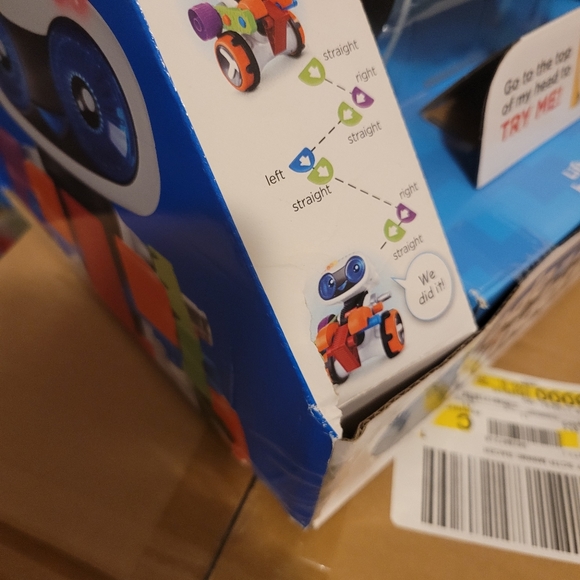 straight
right
straight
left
straight
right
straight
We
did it!
Go to the top
of my head to
TRY ME!